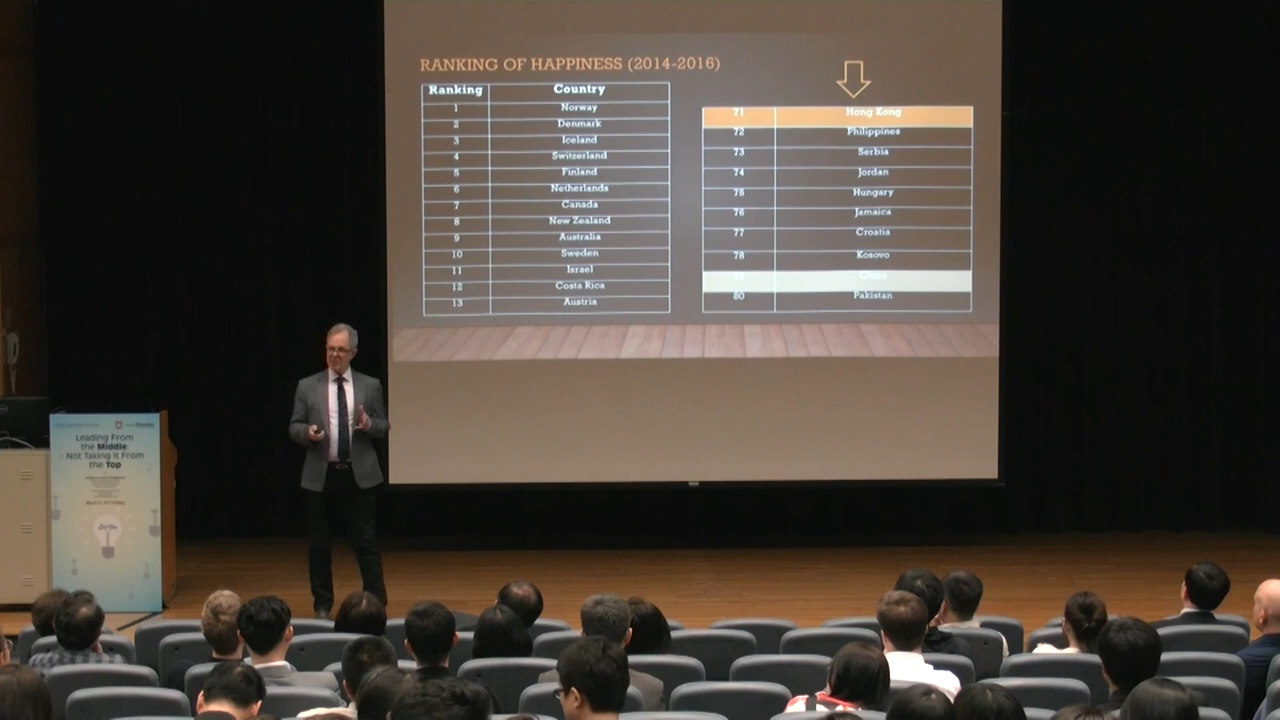 RANKING OF HAPPINESS (2014-2016)
Ranking Country
1 Norway
2 Denmark
3 Iceland
4 Switzerland
5 Finland
6 Netherlands
7 Canada
8 New Zealand
9 Australia
10 Sweden
11 Israel
12 Costa Rica
13 Austria
71 Hong Kong
72 Philippines
73 Serbia
74 Jordan
75 Hungary
76 Jamaica
77 Croatia
78 Kosovo
China
80 Pakistan
Leading From
the Middle:
Not Taking It From
the Top